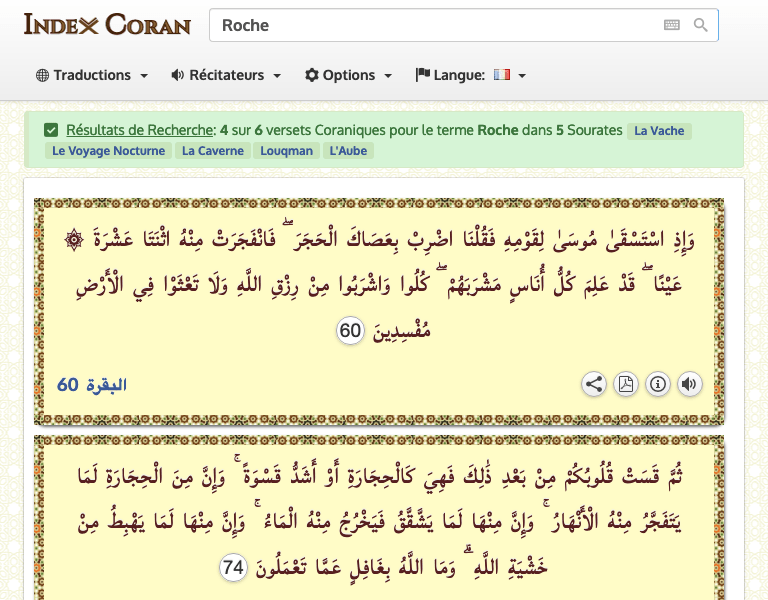 Index Coran
Roche
Traductions Récitateurs Options Langue:
Résultats de Recherche: 4 sur 6 versets Coraniques pour le terme Roche dans 5 Sourates La Vache
Le Voyage Nocturne La Caverne Louqman L'Aube
۞ وَإِذِ اسْتَسْقَىٰ مُوسَىٰ لِقَوْمِهِ فَقُلْنَا اضْرِبْ بِعَصَاكَ الْحَجَرَ ۖ فَانْفَجَرَتْ مِنْهُ اثْنَتَا عَشْرَةَ
عَيْنًا ۖ قَدْ عَلِمَ كُلُّ أُنَاسٍ مَشْرَبَهُمْ ۖ كُلُوا وَاشْرَبُوا مِنْ رِزْقِ اللَّهِ وَلَا تَعْثَوْا فِي الْأَرْضِ
مُفْسِدِينَ 60
البقرة 60
ثُمَّ قَسَتْ قُلُوبُكُمْ مِنْ بَعْدِ ذَٰلِكَ فَهِيَ كَالْحِجَارَةِ أَوْ أَشَدُّ قَسْوَةً ۚ وَإِنَّ مِنَ الْحِجَارَةِ لَمَا
يَتَفَجَّرُ مِنْهُ الْأَنْهَارُ ۚ وَإِنَّ مِنْهَا لَمَا يَشَّقَّقُ فَيَخْرُجُ مِنْهُ الْمَاءُ ۚ وَإِنَّ مِنْهَا لَمَا يَهْبِطُ مِنْ
خَشْيَةِ اللَّهِ ۗ وَمَا اللَّهُ بِغَافِلٍ عَمَّا تَعْمَلُونَ 74